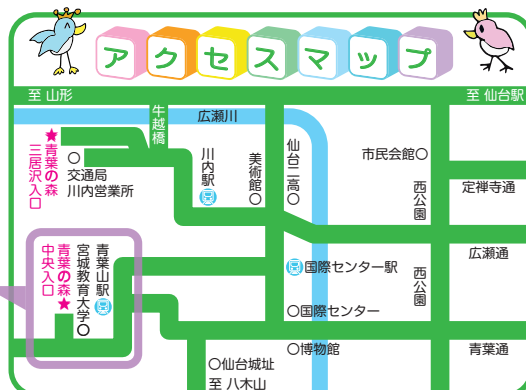 アクセスマップ
至 山形
至 仙台駅
牛越橋
広瀬川
★青葉の森
三居沢入口
交通局
川内営業所
川内駅
美術館
仙台二高
市民会館
西公園
定禅寺通
広瀬通
青葉の森★
中央入口
宮城教育大学
青葉山駅
国際センター駅
西公園
国際センター
博物館
青葉通
仙台城址
至 八木山